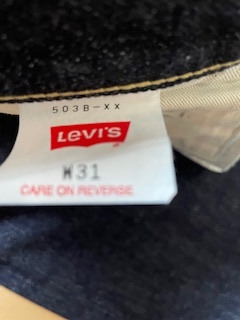 503B-XX
Levi's
W31
CARE ON REVERSE